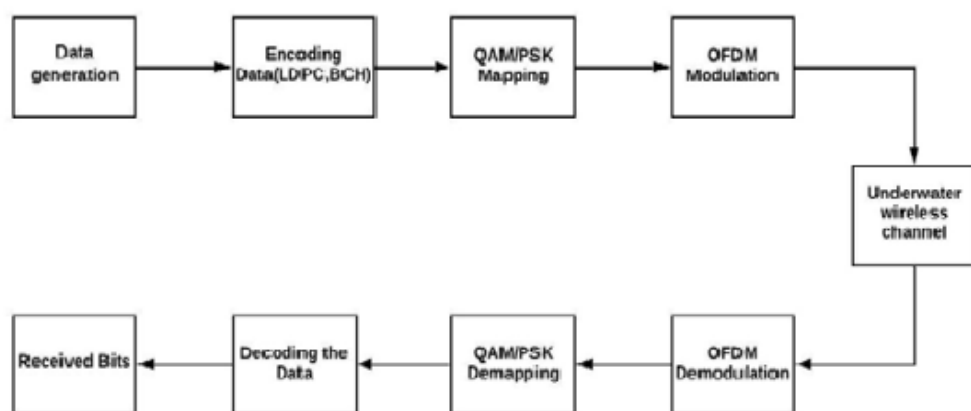 Data
generation
Encoding
Data(LDPC,BCH)
QAM/PSK
Mapping
OFDM
Modulation
Underwater
wireless
channel
OFDM
Demodulation
QAM/PSK
Demapping
Decoding the
Data
Received Bits